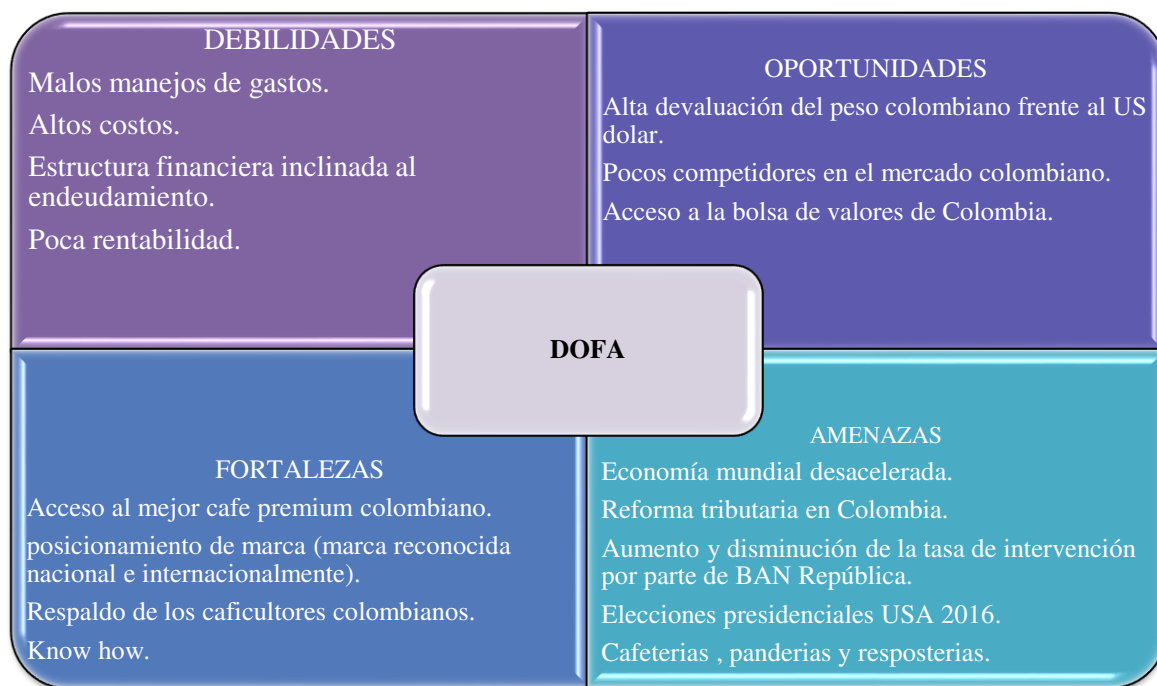 DEBILIDADES
Malos manejos de gastos.
Altos costos.
Estructura financiera inclinada al
endeudamiento.
Poca rentabilidad.
OPORTUNIDADES
Alta devaluación del peso colombiano frente al US
dolar.
Pocos competidores en el mercado colombiano.
Acceso a la bolsa de valores de Colombia.
DOFA
FORTALEZAS
Acceso al mejor cafe premium colombiano.
posicionamiento de marca (marca reconocida
nacional e internacionalmente).
Respaldo de los caficultores colombianos.
Know how.
AMENAZAS
Economía mundial desacelerada.
Reforma tributaria en Colombia.
Aumento y disminución de la tasa de intervención
por parte de BAN República.
Elecciones presidenciales USA 2016.
Cafeterias , panderias y resposterias.